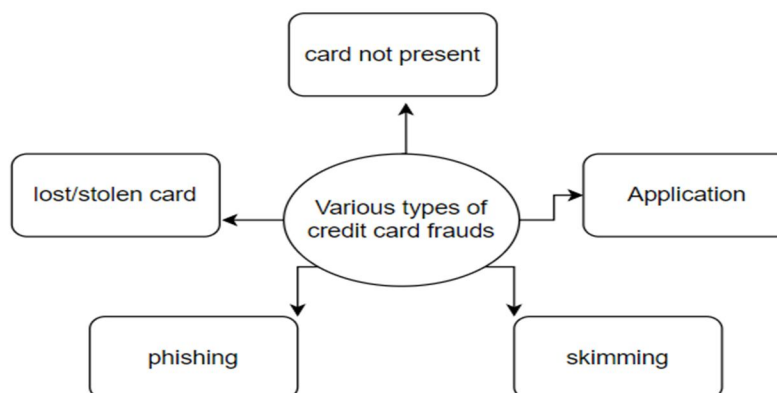 card not present
lost/stolen card
Various types of
credit card frauds
Application
phishing
skimming